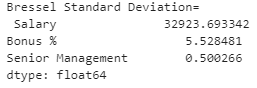 Bressel Standard Deviation=
Salary 32923.693342
Bonus % 5.528481
Senior Management 0.500266
dtype: float64